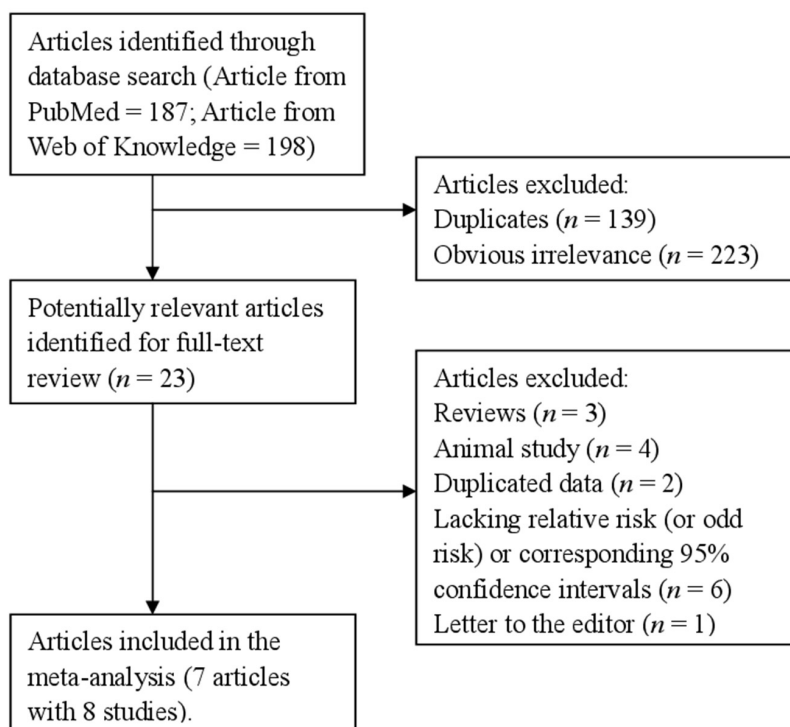 Articles identified through
database search (Article from
PubMed = 187; Article from
Web of Knowledge = 198)
Articles excluded:
Duplicates (n = 139)
Obvious irrelevance (n = 223)
Potentially relevant articles
identified for full-text
review (n = 23)
Articles excluded:
Reviews (n = 3)
Animal study (n = 4)
Duplicated data (n = 2)
Lacking relative risk (or odd
risk) or corresponding 95%
confidence intervals (n = 6)
Letter to the editor (n = 1)
Articles included in the
meta-analysis (7 articles
with 8 studies).